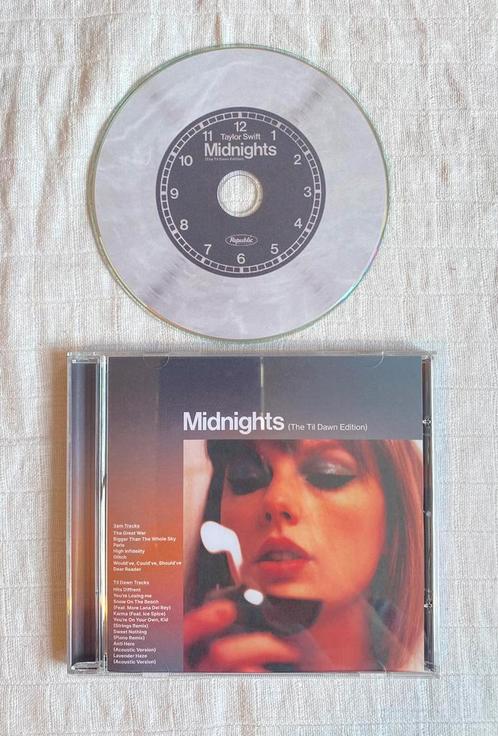 12
11
1
Taylor Swift
10
Midnights
2
(The Til Dawn Edition)
9
3
8
4
Republic
7
5
6
Midnights (The Til Dawn Edition)
3am Tracks
The Great War
Bigger Than The Whole Sky
Paris
High Infidelity
Glitch
Would've, Could've, Should've
Dear Reader
Til Dawn Tracks
Hits Diffrent
You're Losing me
Snow On The Beach
(Feat. More Lana Del Rey)
Karma (Feat. Ice Spice)
You're On Your Own, Kid
(Strings Remix)
Sweet Nothing
(Piano Remix)
Anti Hero
(Acoustic Version)
Lavender Haze
(Acoustic Version)